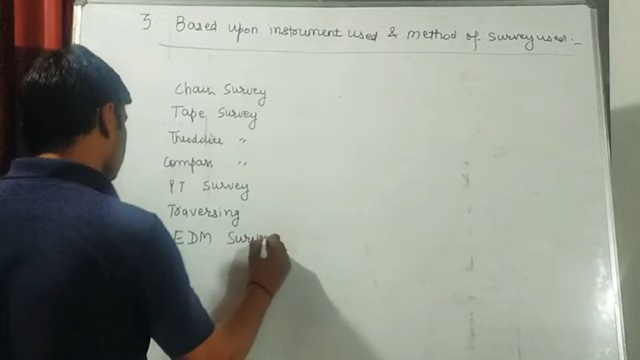 3 Based upon instrument used & method of survey used:-
Chain Survey
Tape Survey
Theodolite "
Compass "
PT Survey
Traversing
EDM Surv